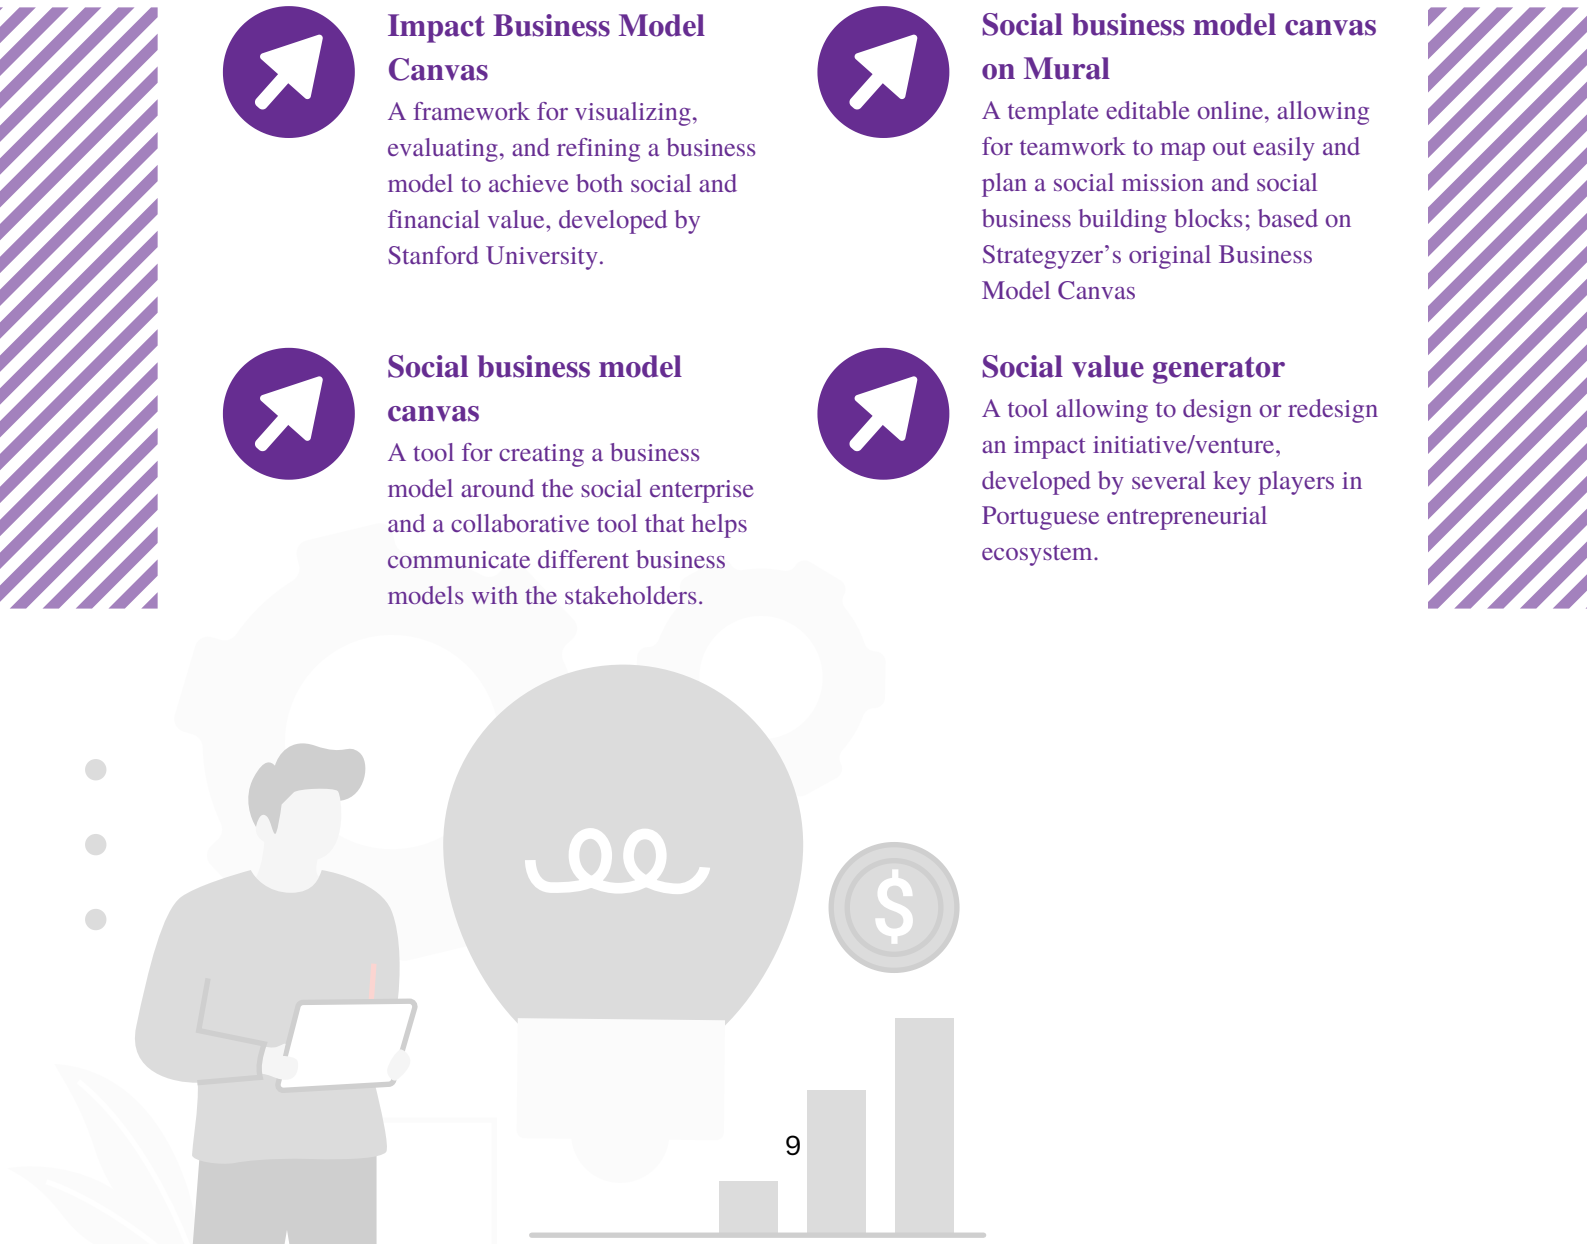 Impact Business Model
Canvas
A framework for visualizing,
evaluating, and refining a business
model to achieve both social and
financial value, developed by
Stanford University.
Social business model canvas
on Mural
A template editable online, allowing
for teamwork to map out easily and
plan a social mission and social
business building blocks; based on
Strategyzer’s original Business
Model Canvas
Social business model
canvas
A tool for creating a business
model around the social enterprise
and a collaborative tool that helps
communicate different business
models with the stakeholders.
Social value generator
A tool allowing to design or redesign
an impact initiative/venture,
developed by several key players in
Portuguese entrepreneurial
ecosystem.
$
9